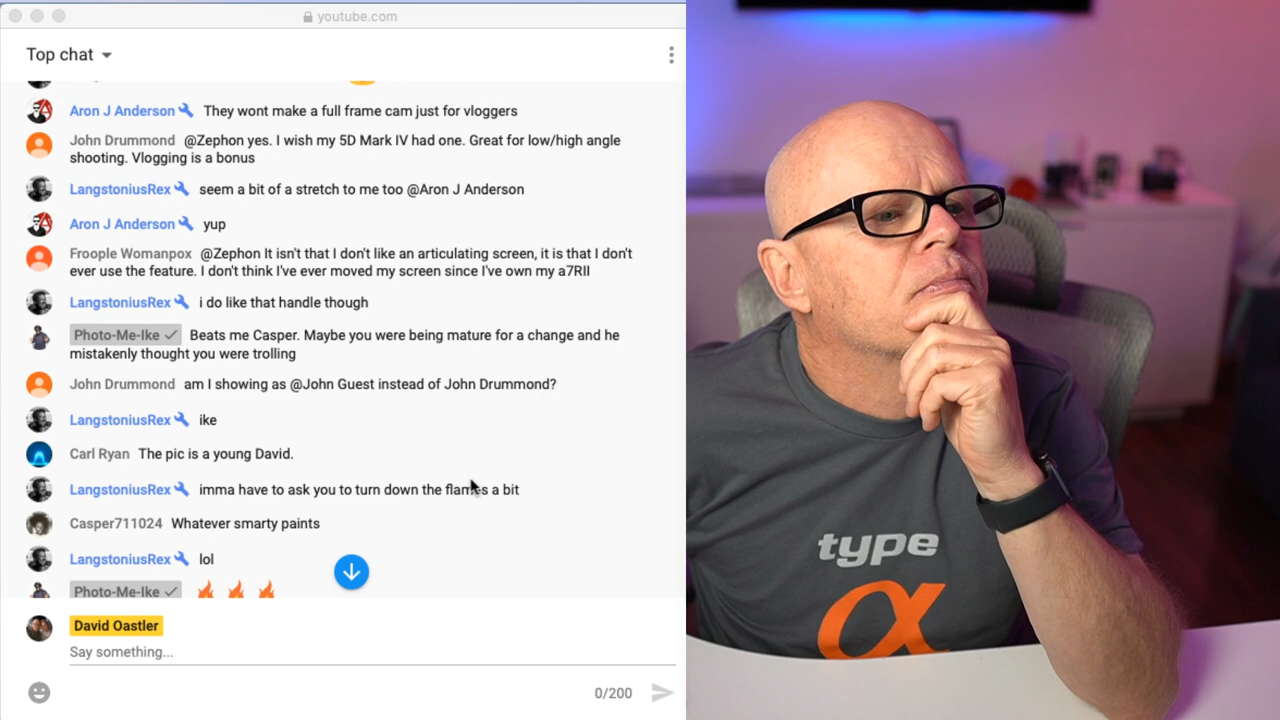 youtube.com
Top chat
Aron J Anderson They wont make a full frame cam just for vloggers
John Drummond @Zephon yes. I wish my 5D Mark IV had one. Great for low/high angle
shooting. Vlogging is a bonus
LangstoniusRex seem a bit of a stretch to me too @Aron J Anderson
Aron J Anderson yup
Froople Womanpox @Zephon It isn't that I don't like an articulating screen, it is that I don't
ever use the feature. I don't think I've ever moved my screen since I've own my a7RII
LangstoniusRex i do like that handle though
Photo-Me-Ike Beats me Casper. Maybe you were being mature for a change and he
mistakenly thought you were trolling
John Drummond am I showing as @John Guest instead of John Drummond?
LangstoniusRex ike
Carl Ryan The pic is a young David.
LangstoniusRex imma have to ask you to turn down the flames a bit
Casper711024 Whatever smarty paints
LangstoniusRex lol
Photo-Me-Ike 🔥 🔥 🔥
David Oastler
Say something...
0/200
type
α